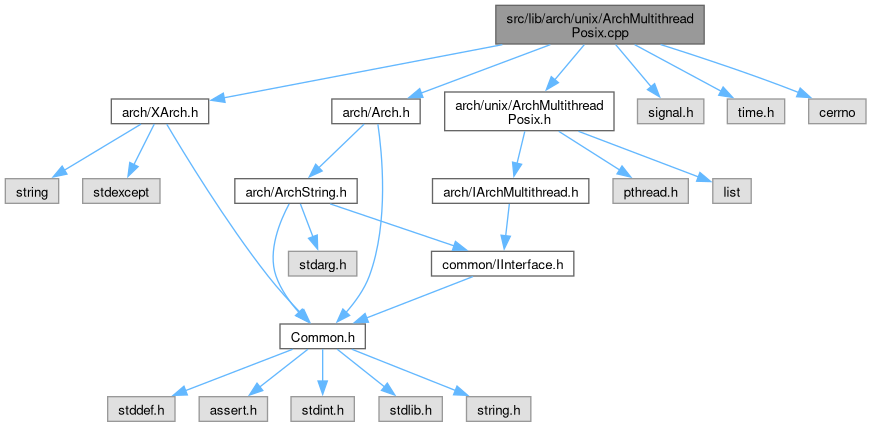 src/lib/arch/unix/ArchMultithread
Posix.cpp
arch/XArch.h
arch/Arch.h
arch/unix/ArchMultithread
Posix.h
signal.h
time.h
cerrno
string
stdexcept
arch/ArchString.h
arch/IArchMultithread.h
pthread.h
list
stdarg.h
common/IInterface.h
Common.h
stddef.h
assert.h
stdint.h
stdlib.h
string.h